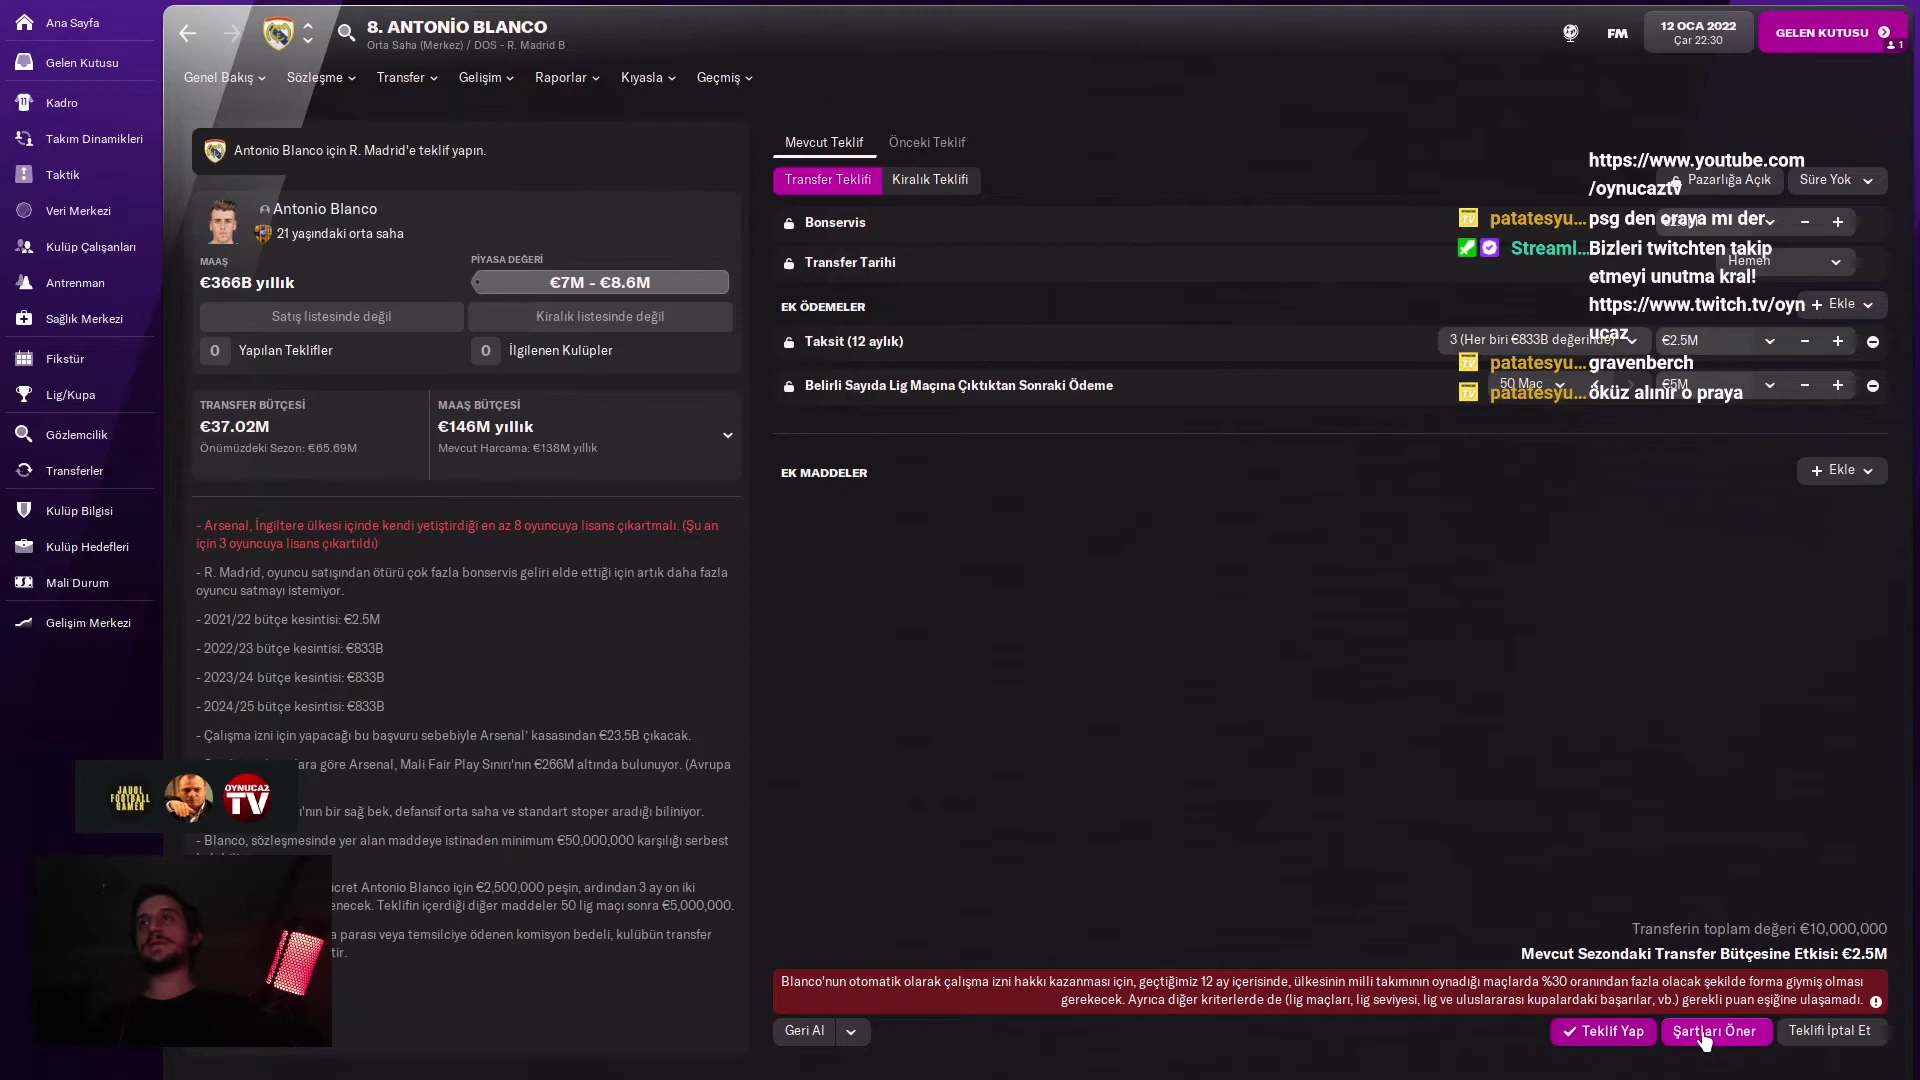 Ana Sayfa
Gelen Kutusu
Kadro
Takım Dinamikleri
Taktik
Veri Merkezi
Kulüp Çalışanları
Antrenman
Sağlık Merkezi
Fikstür
Lig/Kupa
Gözlemcilik
Transferler
Kulüp Bilgisi
Kulüp Hedefleri
Mali Durum
Gelişim Merkezi
8. ANTONİO BLANCO
Orta Saha (Merkez) / DOS - R. Madrid B
FM
12 OCA 2022
Çar 22:30
GELEN KUTUSU
1
Genel Bakış
Sözleşme
Transfer
Gelişim
Raporlar
Kıyasla
Geçmiş
Antonio Blanco için R. Madrid'e teklif yapın.
Antonio Blanco
21 yaşındaki orta saha
MAAŞ
€366B yıllık
PİYASA DEĞERİ
€7M - €8.6M
Satış listesinde değil
Kiralık listesinde değil
0 Yapılan Teklifler
0 İlgilenen Kulüpler
TRANSFER BÜTÇESİ
€37.02M
Önümüzdeki Sezon: €65.69M
MAAŞ BÜTÇESİ
€146M yıllık
Mevcut Harcama: €138M yıllık
- Arsenal, İngiltere ülkesi içinde kendi yetiştirdiği en az 8 oyuncuya lisans çıkartmalı. (Şu an
için 3 oyuncuya lisans çıkartıldı)
- R. Madrid, oyuncu satışından ötürü çok fazla bonservis geliri elde ettiği için artık daha fazla
oyuncu satmayı istemiyor.
- 2021/22 bütçe kesintisi: €2.5M
- 2022/23 bütçe kesintisi: €833B
- 2023/24 bütçe kesintisi: €833B
- 2024/25 bütçe kesintisi: €833B
- Çalışma izni için yapacağı bu başvuru sebebiyle Arsenal' kasasından €23.5B çıkacak.
ara göre Arsenal, Mali Fair Play Sınırı'nın €266M altında bulunuyor. (Avrupa
ı'nın bir sağ bek, defansif orta saha ve standart stoper aradığı biliniyor.
- Blanco, sözleşmesinde yer alan maddeye istinaden minimum €50,000,000 karşılığı serbest
icret Antonio Blanco için €2,500,000 peşin, ardından 3 ay on iki
enecek. Teklifin içerdiği diğer maddeler 50 lig maçı sonra €5,000,000.
a parası veya temsilciye ödenen komisyon bedeli, kulübün transfer
tir.
JAUOL
FOOTBALL
GAMER
OYNUCAZ
TV
Mevcut Teklif
Önceki Teklif
Transfer Teklifi
Kiralık Teklifi
Pazarlığa Açık
Süre Yok
Bonservis
Transfer Tarihi
Hemen
EK ÖDEMELER
Ekle
Taksit (12 aylık)
3 (Her biri €833B değerinde)
€2.5M
Belirli Sayıda Lig Maçına Çıktıktan Sonraki Ödeme
50 Maç
€5M
EK MADDELER
Ekle
https://www.youtube.com
/oynucaztv
patatesyu... psg den oraya mı der
Streaml... Bizleri twitchten takip
etmeyi unutma kral!
https://www.twitch.tv/oyn
ucaz
patatesyu... gravenberch
patatesyu... öküz alınır o praya
Transferin toplam değeri €10,000,000
Mevcut Sezondaki Transfer Bütçesine Etkisi: €2.5M
Blanco'nun otomatik olarak çalışma izni hakkı kazanması için, geçtiğimiz 12 ay içerisinde, ülkesinin milli takımının oynadığı maçlarda %30 oranından fazla olacak şekilde forma giymiş olması
gerekecek. Ayrıca diğer kriterlerde de (lig maçları, lig seviyesi, lig ve uluslararası kupalardaki başarılar, vb.) gerekli puan eşiğine ulaşamadı.
Geri Al
Teklif Yap
Şartları Öner
Teklifi İptal Et